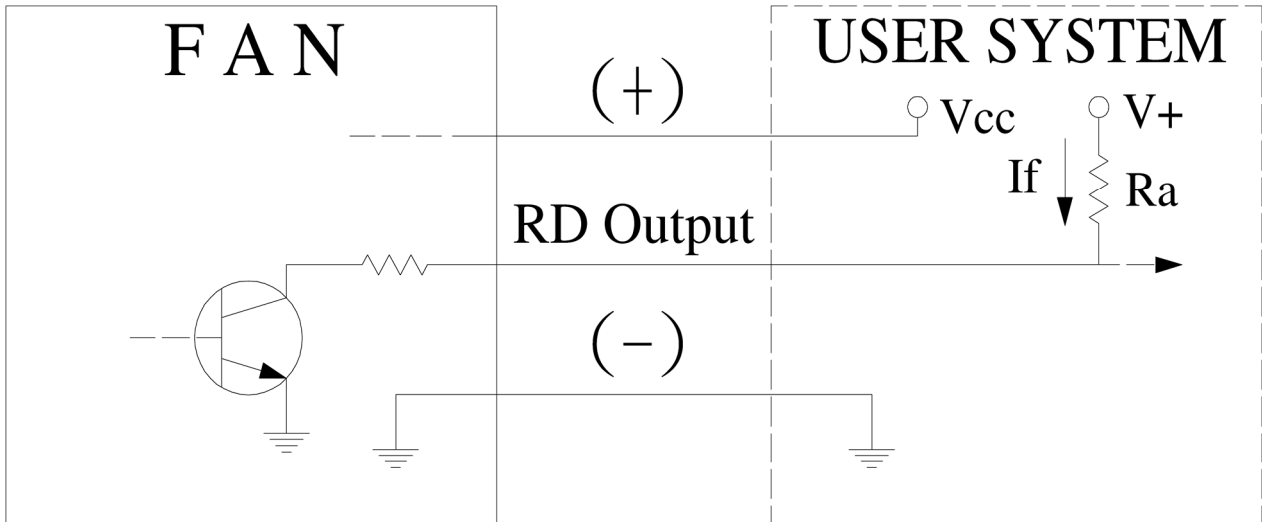 F A N
USER SYSTEM
(+)
Vcc
V+
If
Ra
RD Output
(-)